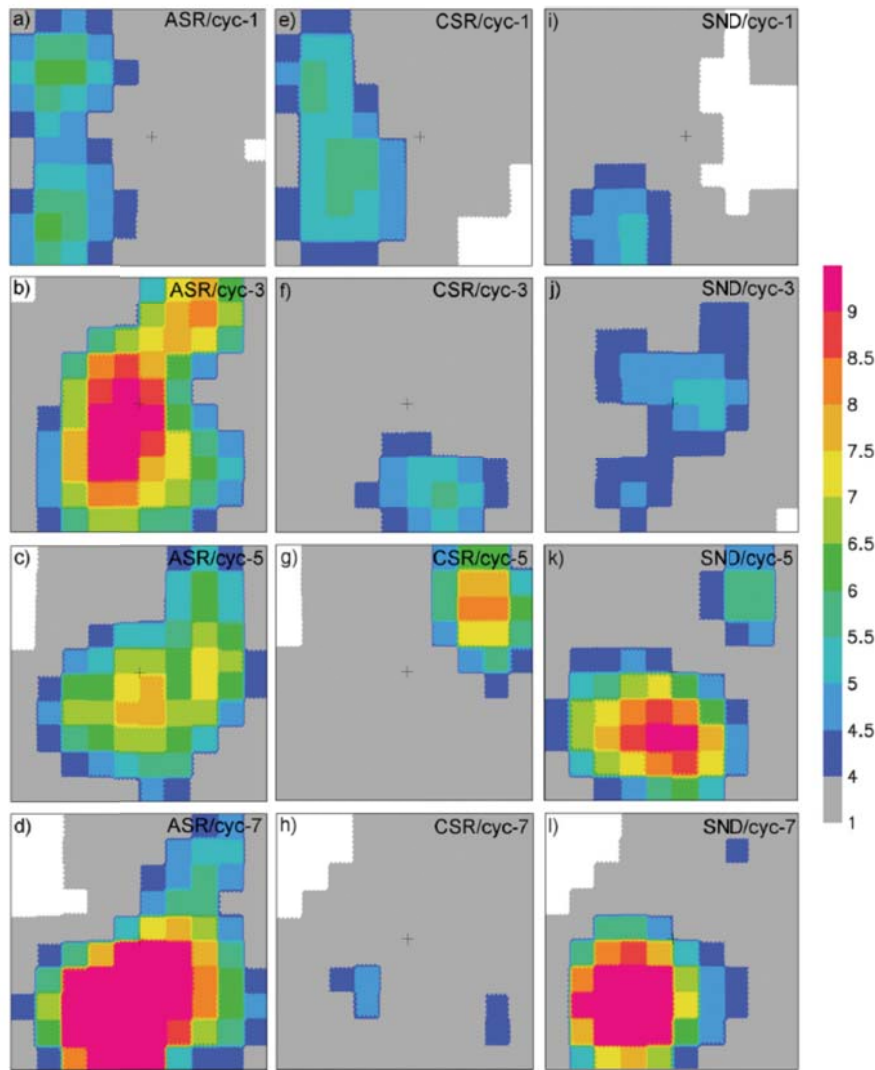 a) ASR/cyc-1
e) CSR/cyc-1
i) SND/cyc-1
b) ASR/cyc-3
f) CSR/cyc-3
j) SND/cyc-3
c) ASR/cyc-5
g) CSR/cyc-5
k) SND/cyc-5
d) ASR/cyc-7
h) CSR/cyc-7
l) SND/cyc-7
9
8.5
8
7.5
7
6.5
6
5.5
5
4.5
4
1